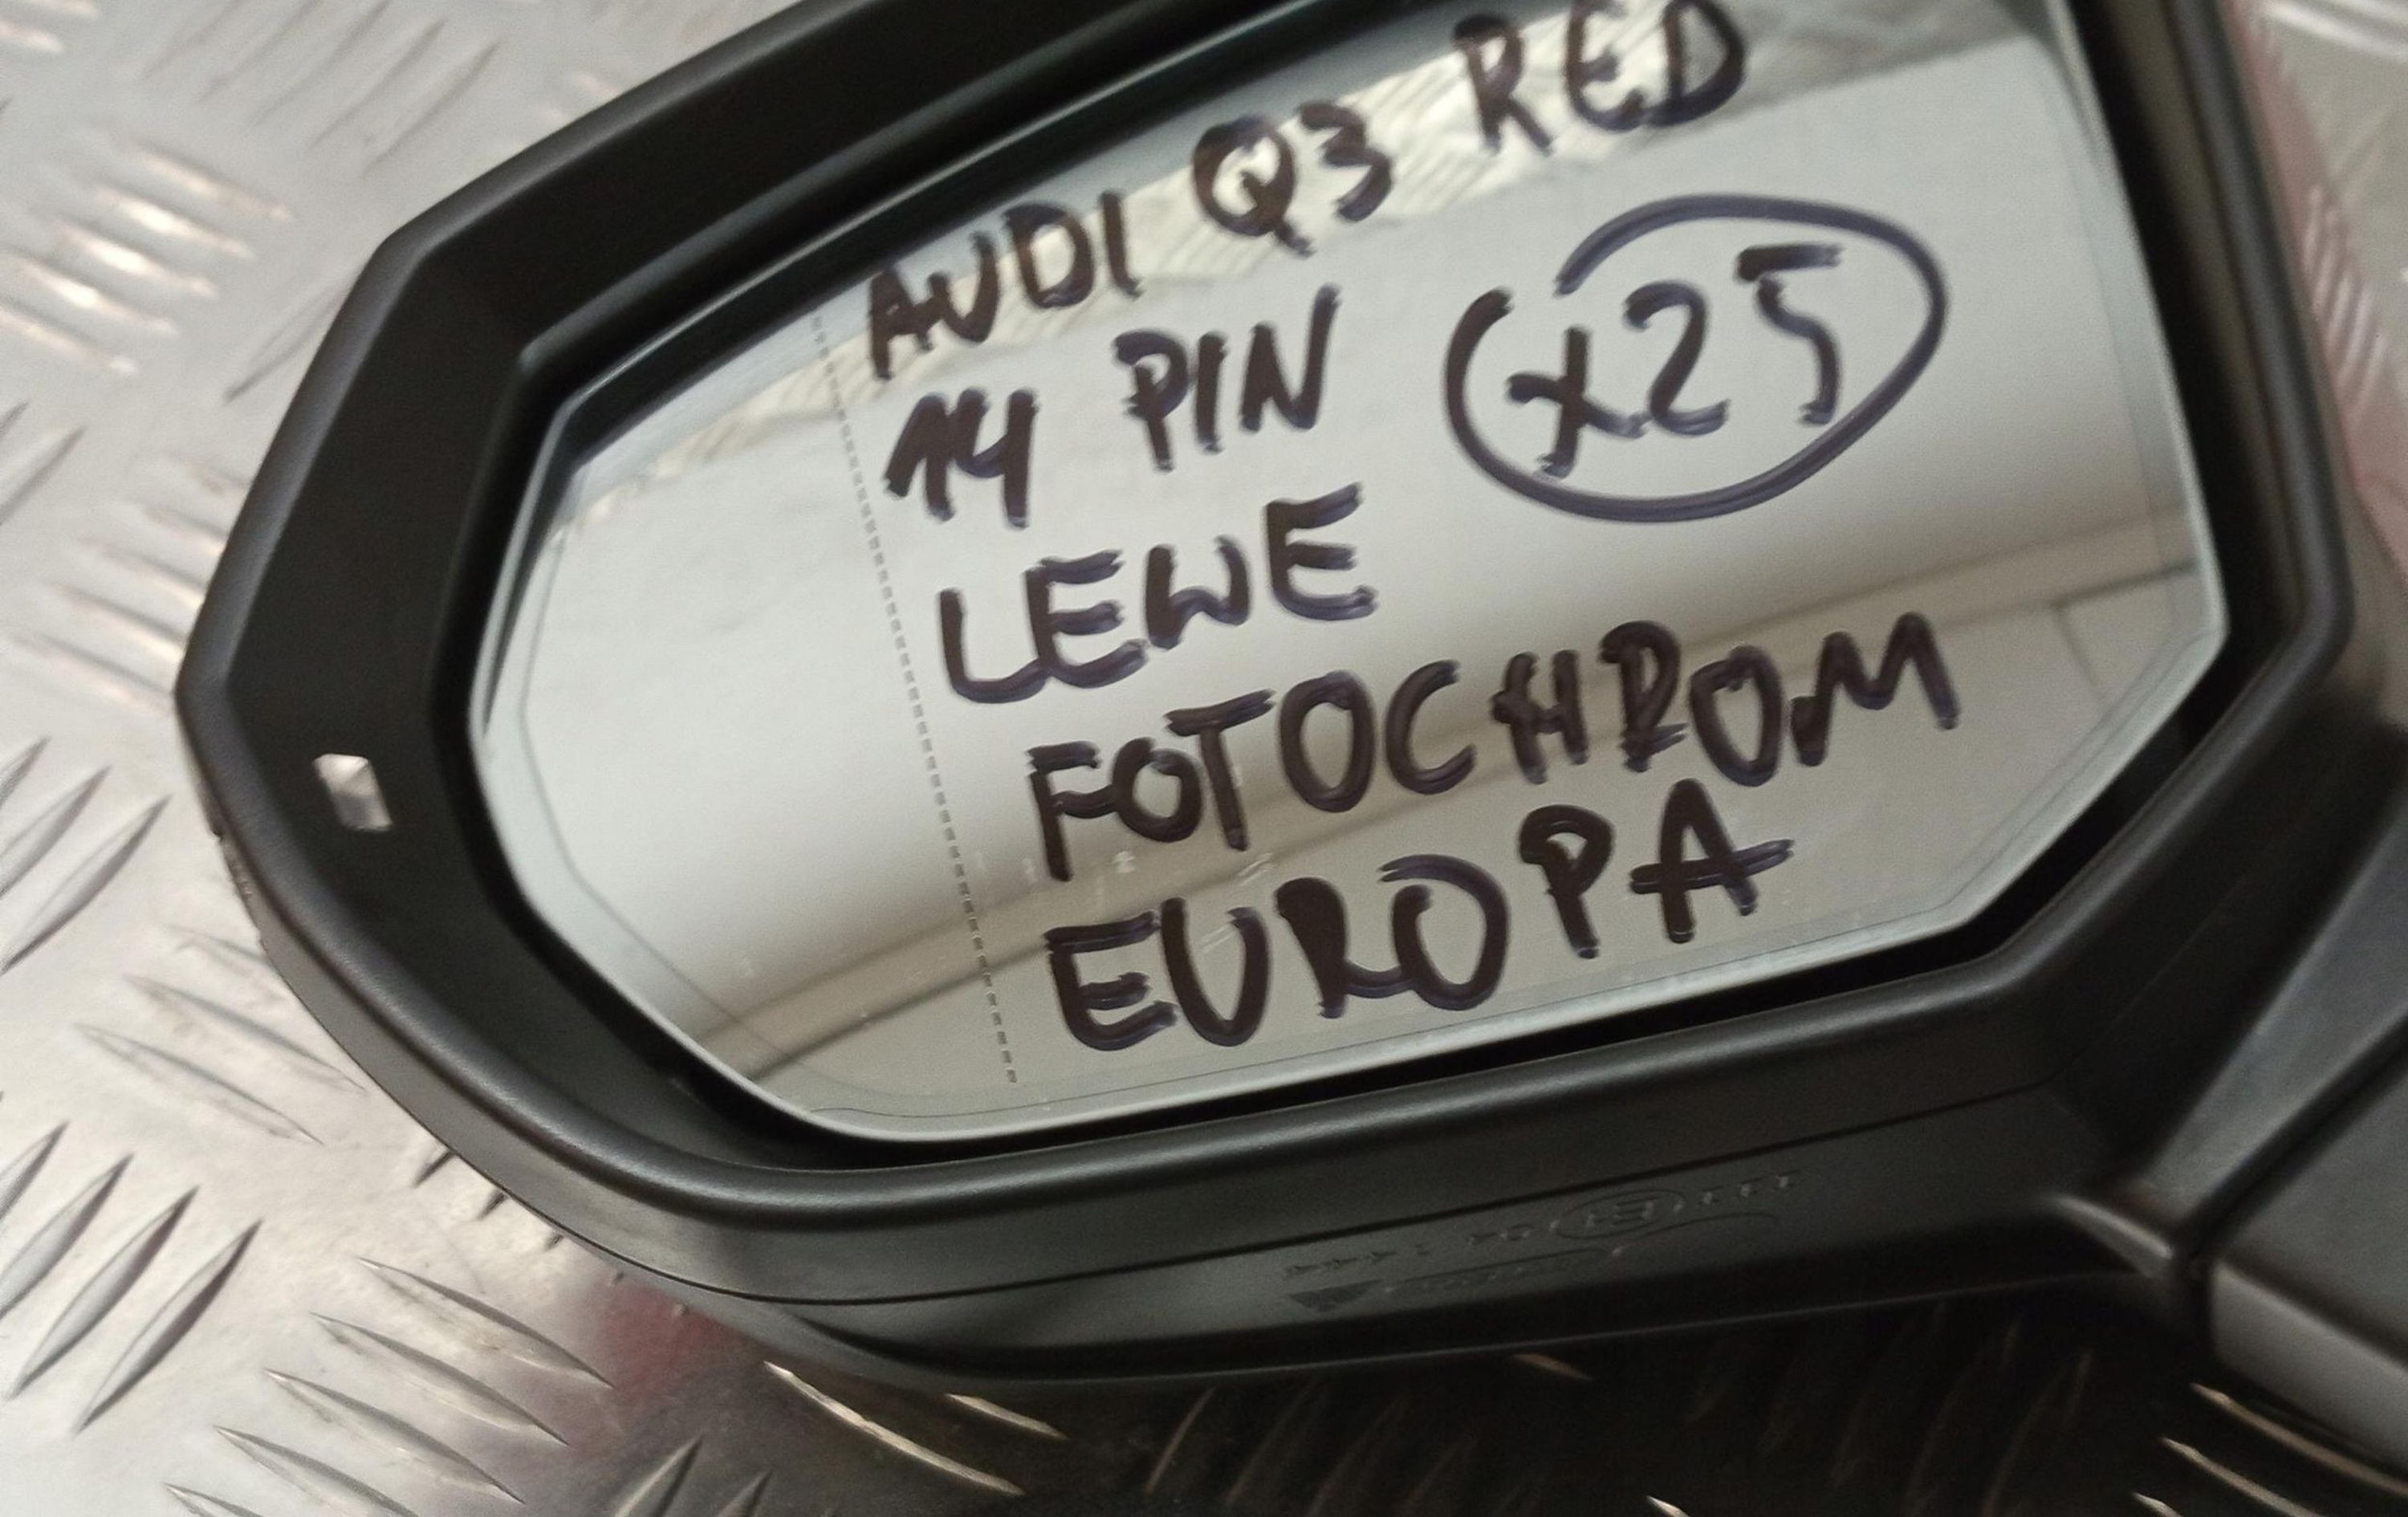 AUDI Q3 RED
14 PIN
x25
LEWE
FOTOCHROM
EUROPA